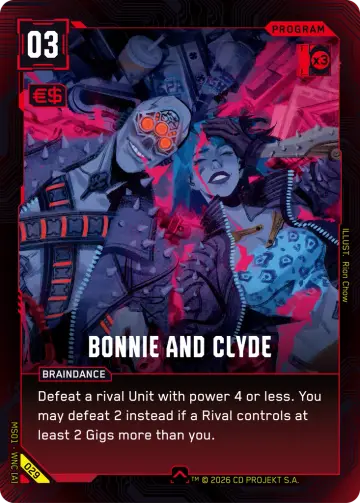 PROGRAM
03
x3
€$
ILLUST. Rian Chow
BONNIE AND CLYDE
BRAINDANCE
Defeat a rival Unit with power 4 or less. You
may defeat 2 instead if a Rival controls at
least 2 Gigs more than you.
MS01 · WNC[A]
029
™ © 2026 CD PROJEKT S.A.